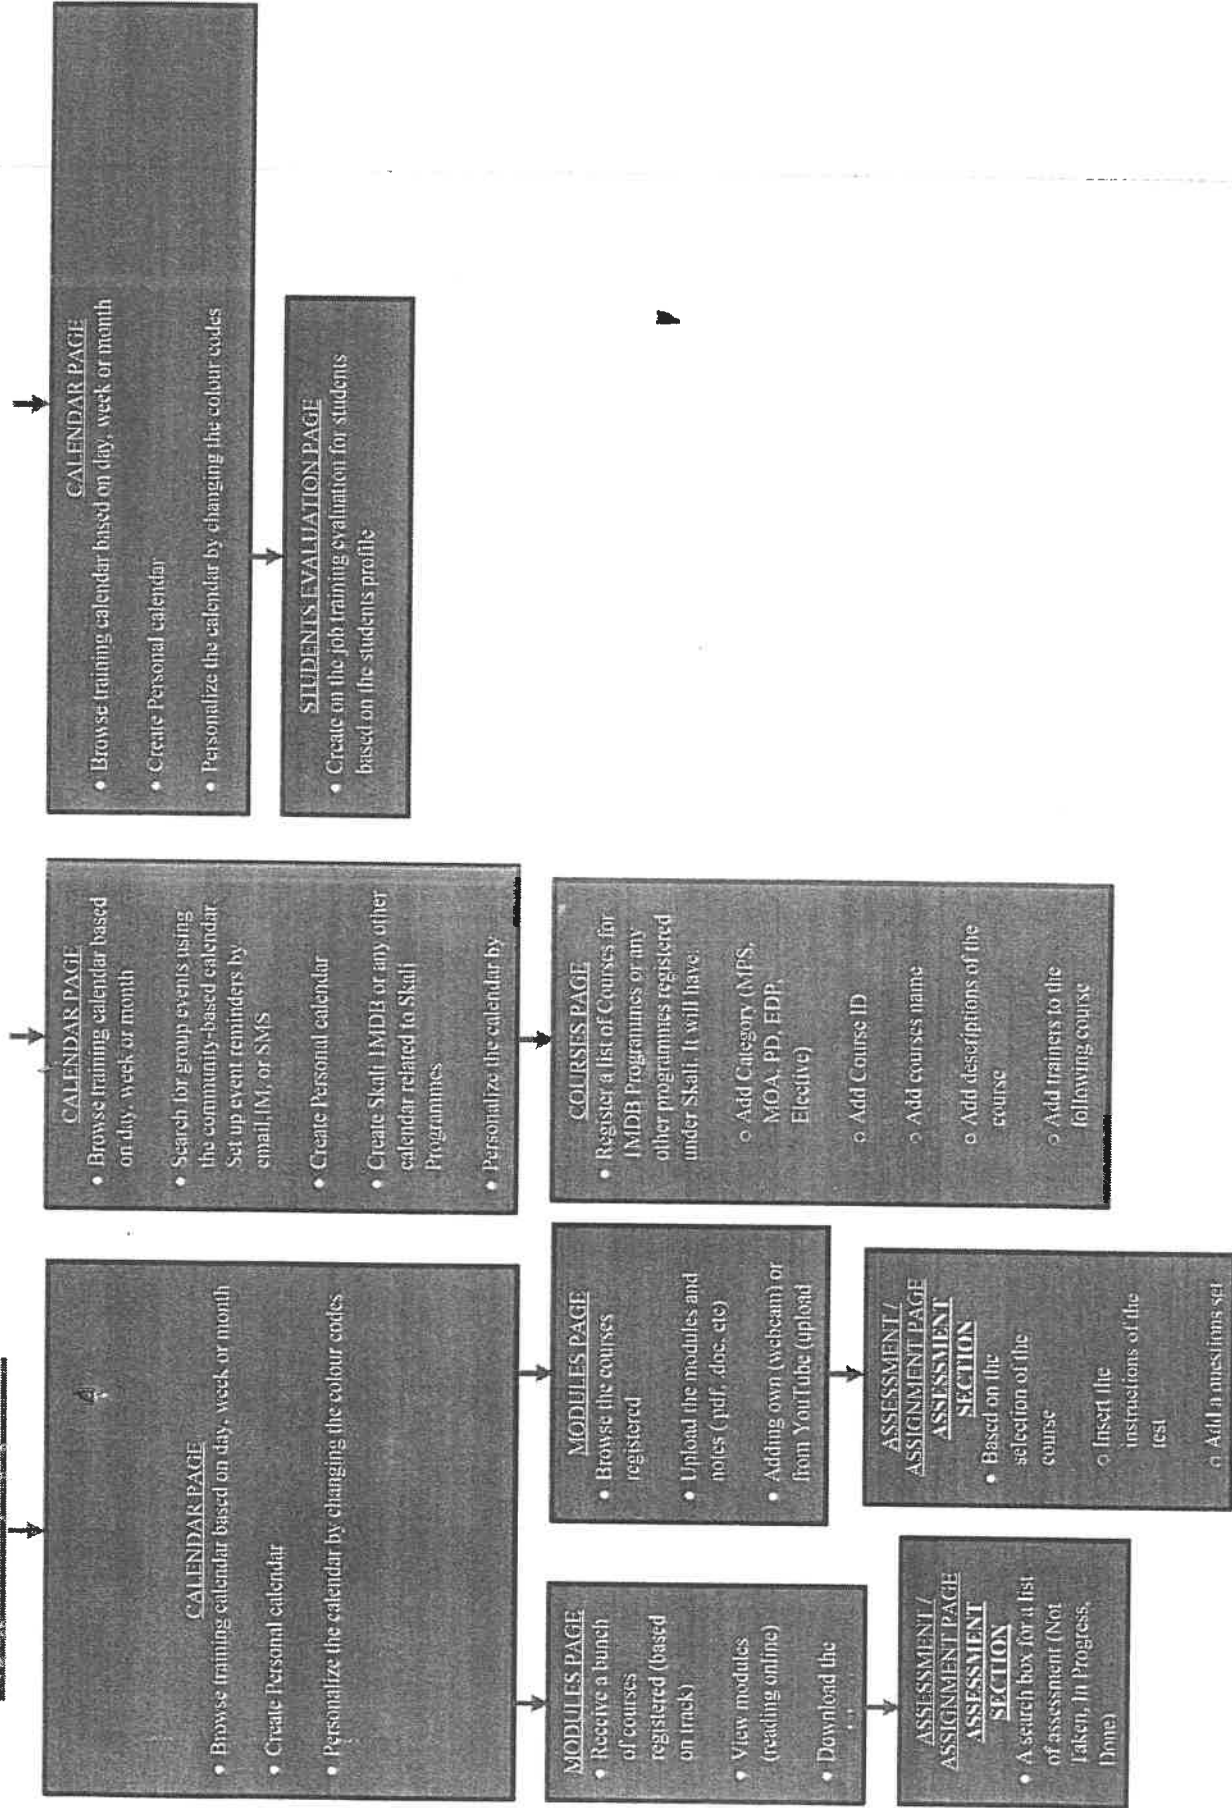 CALENDAR PAGE
• Browse training calendar based on day, week or month
• Create Personal calendar
• Personalize the calendar by changing the colour codes
MODULES PAGE
• Receive a bunch
of courses
registered (based
on track)
• View modules
(reading online)
• Download the
ASSESSMENT /
ASSIGNMENT PAGE
ASSESSMENT
SECTION
• A search box for a list
of assessment (Not
Taken, In Progress,
Done)
MODULES PAGE
• Browse the courses
registered
• Upload the modules and
notes (.pdf, .doc. etc)
• Adding own (webcam) or
from YouTube (upload
ASSESSMENT /
ASSIGNMENT PAGE
ASSESSMENT
SECTION
• Based on the
selection of the
course
o Insert the
instructions of the
test
o Add a questions set
CALENDAR PAGE
• Browse training calendar based
on day, week or month
• Search for group events using
the community-based calendar
Set up event reminders by
email,IM, or SMS
• Create Personal calendar
• Create Skali IMDB or any other
calendar related to Skali
Programmes
• Personalize the calendar by
COURSES PAGE
• Register a list of Courses for
IMDB Programmes or any
other programmes registered
under Skali. It will have:
o Add Category (MPS,
MOA, PD, EDP,
Elective)
o Add Course ID
o Add courses name
o Add descriptions of the
course
o Add trainers to the
following course
CALENDAR PAGE
• Browse training calendar based on day, week or month
• Create Personal calendar
• Personalize the calendar by changing the colour codes
STUDENTS EVALUATION PAGE
• Create on the job training evaluation for students
based on the students profile